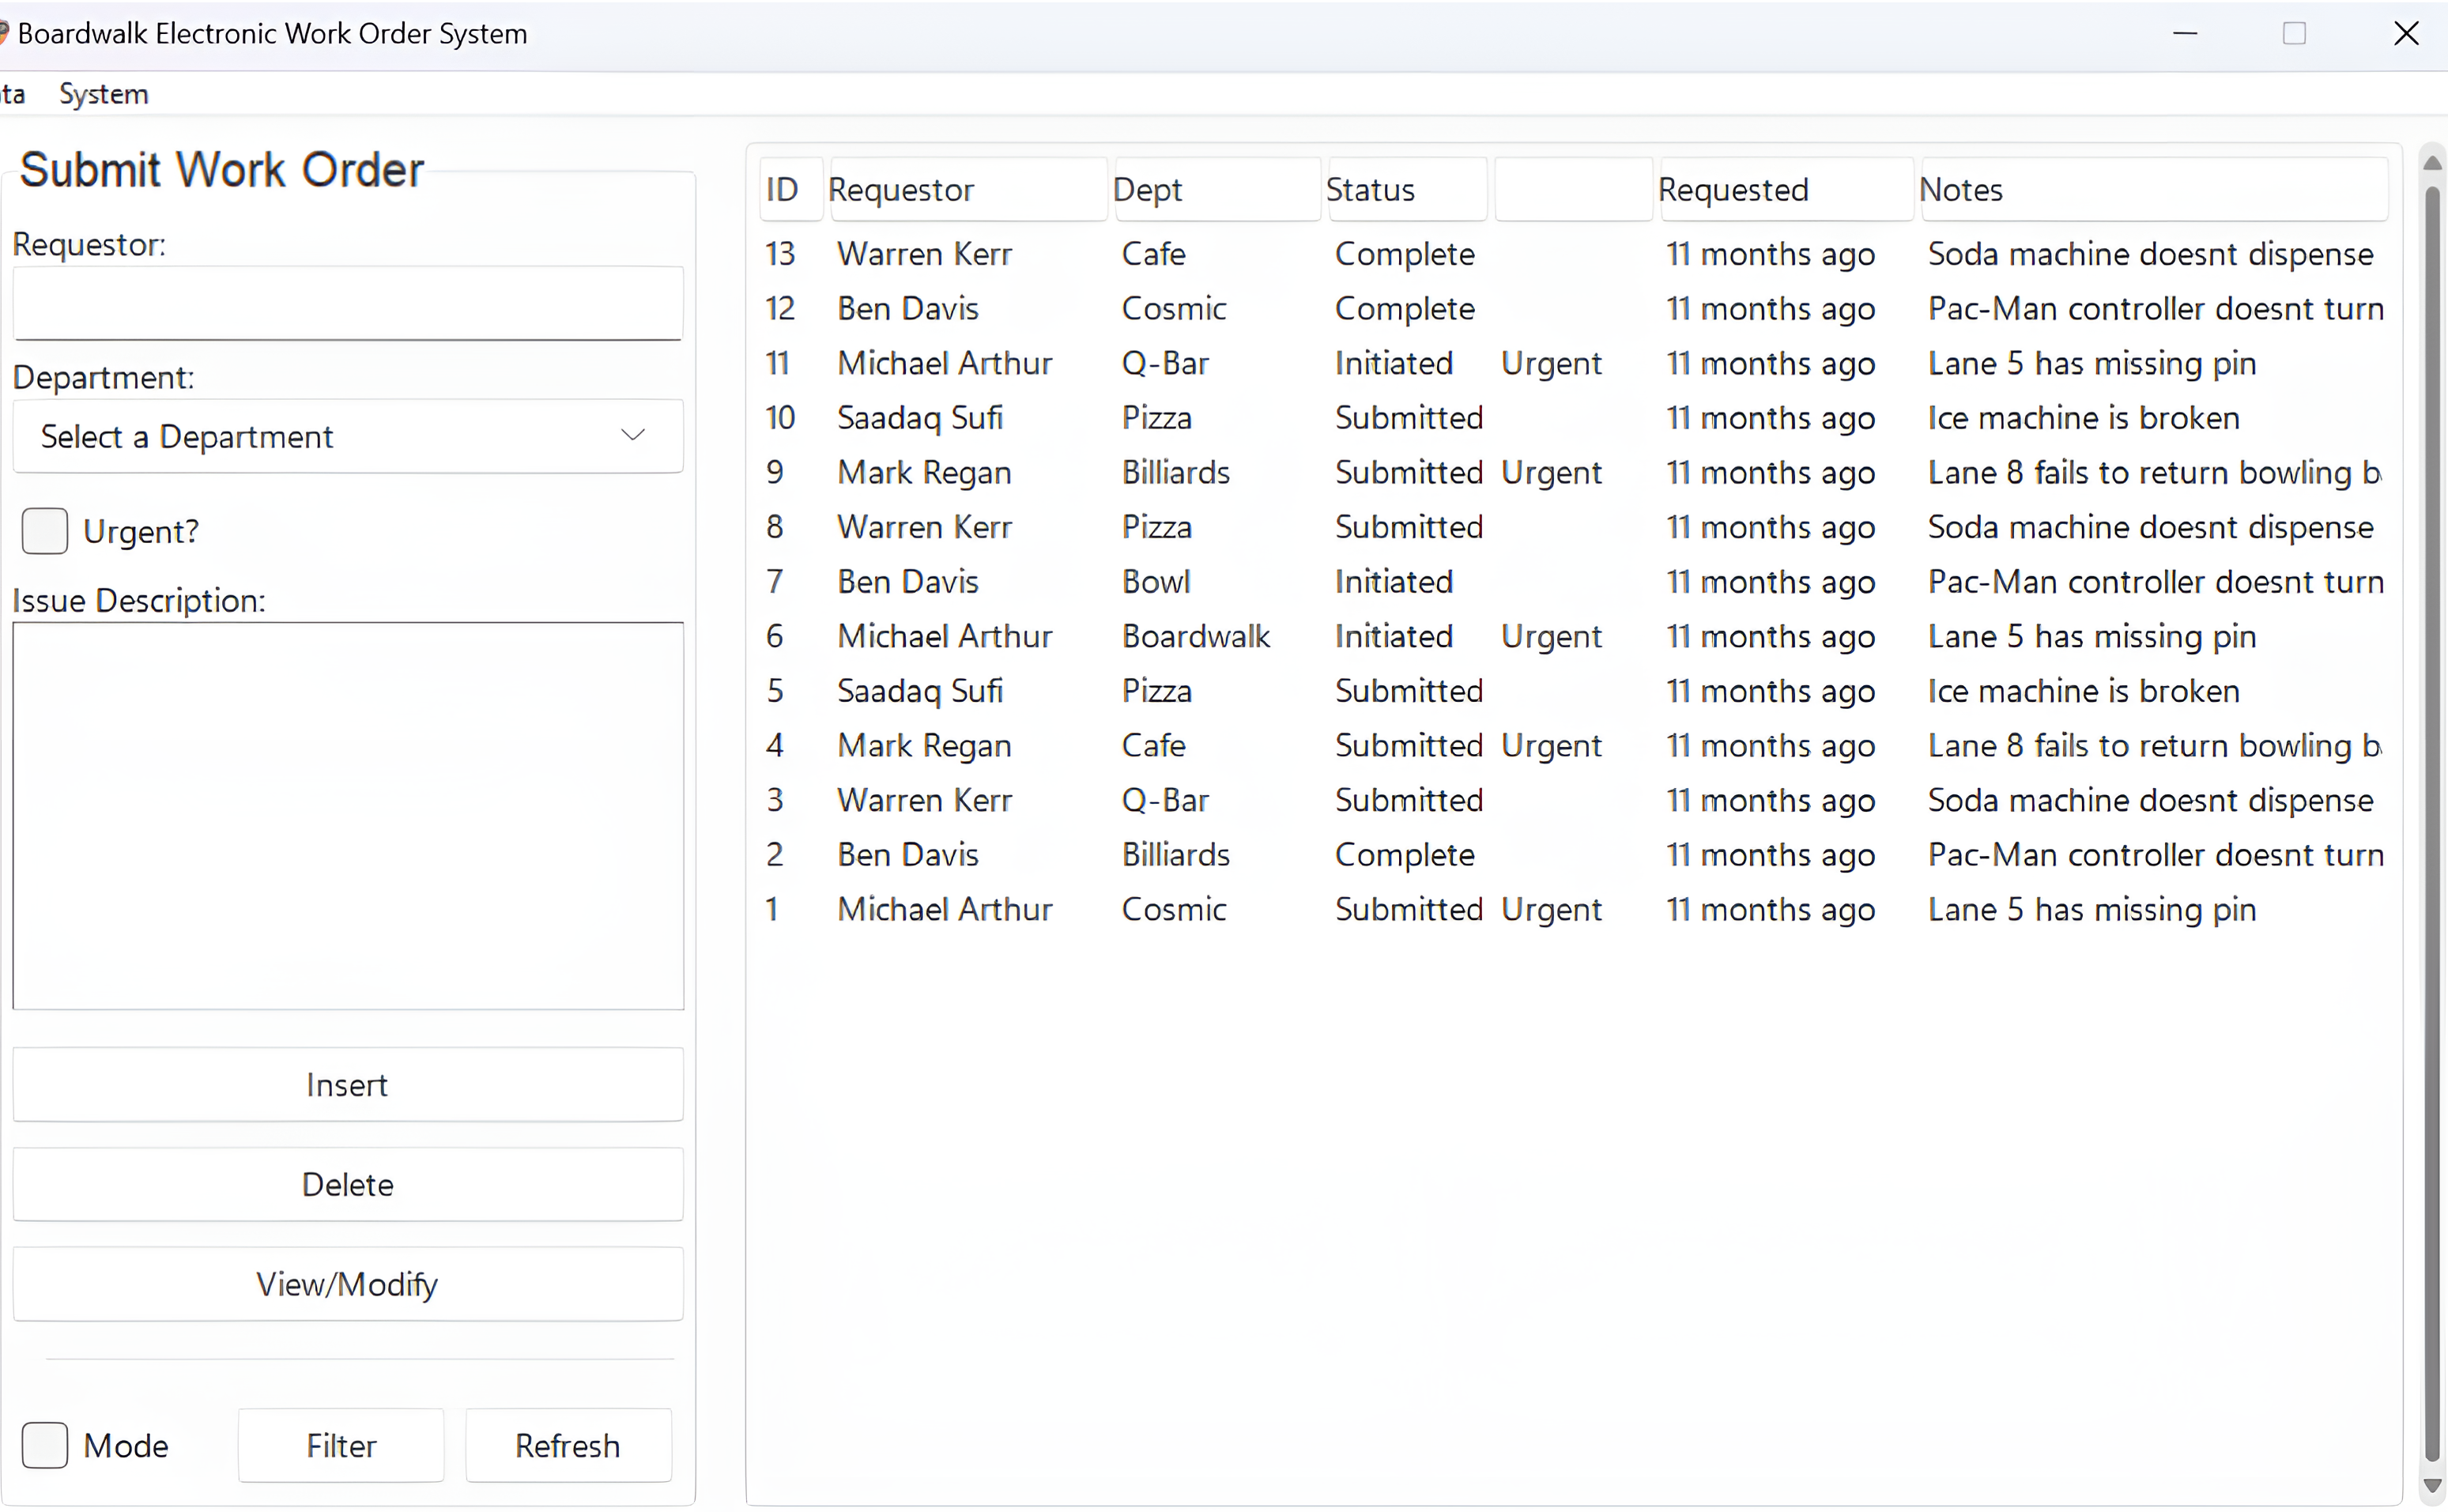 Boardwalk Electronic Work Order System
ta System
Submit Work Order
Requestor:
Department:
Select a Department
Urgent?
Issue Description:
Insert
Delete
View/Modify
Mode Filter Refresh
ID Requestor Dept Status Requested Notes
13 Warren Kerr Cafe Complete 11 months ago Soda machine doesnt dispense
12 Ben Davis Cosmic Complete 11 months ago Pac-Man controller doesnt turn
11 Michael Arthur Q-Bar Initiated Urgent 11 months ago Lane 5 has missing pin
10 Saadaq Sufi Pizza Submitted 11 months ago Ice machine is broken
9 Mark Regan Billiards Submitted Urgent 11 months ago Lane 8 fails to return bowling b
8 Warren Kerr Pizza Submitted 11 months ago Soda machine doesnt dispense
7 Ben Davis Bowl Initiated 11 months ago Pac-Man controller doesnt turn
6 Michael Arthur Boardwalk Initiated Urgent 11 months ago Lane 5 has missing pin
5 Saadaq Sufi Pizza Submitted 11 months ago Ice machine is broken
4 Mark Regan Cafe Submitted Urgent 11 months ago Lane 8 fails to return bowling b
3 Warren Kerr Q-Bar Submitted 11 months ago Soda machine doesnt dispense
2 Ben Davis Billiards Complete 11 months ago Pac-Man controller doesnt turn
1 Michael Arthur Cosmic Submitted Urgent 11 months ago Lane 5 has missing pin